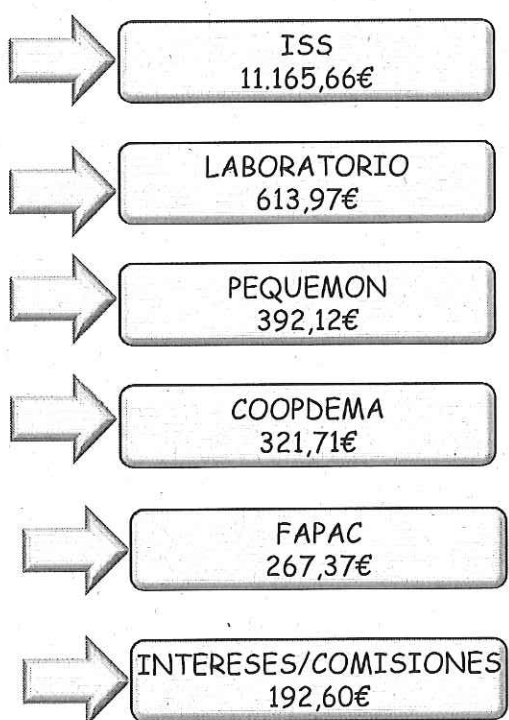 ISS
11.165,66€
LABORATORIO
613,97€
PEQUEMON
392,12€
COOPDEMA
321,71€
FAPAC
267,37€
INTERESES/COMISIONES
192,60€